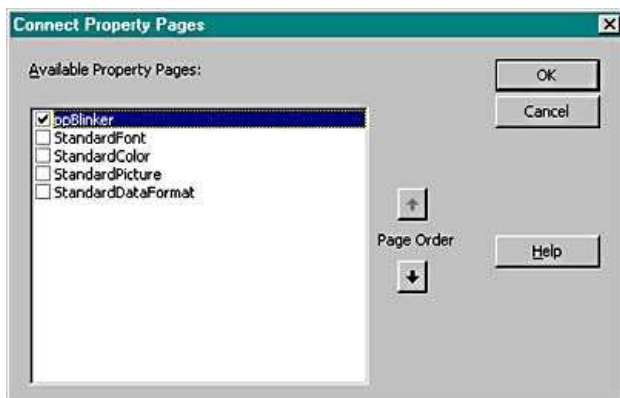 Connect Property Pages
Available Property Pages:
OK
Cancel
ppBlinker
StandardFont
StandardColor
StandardPicture
StandardDataFormat
Page Order
Help